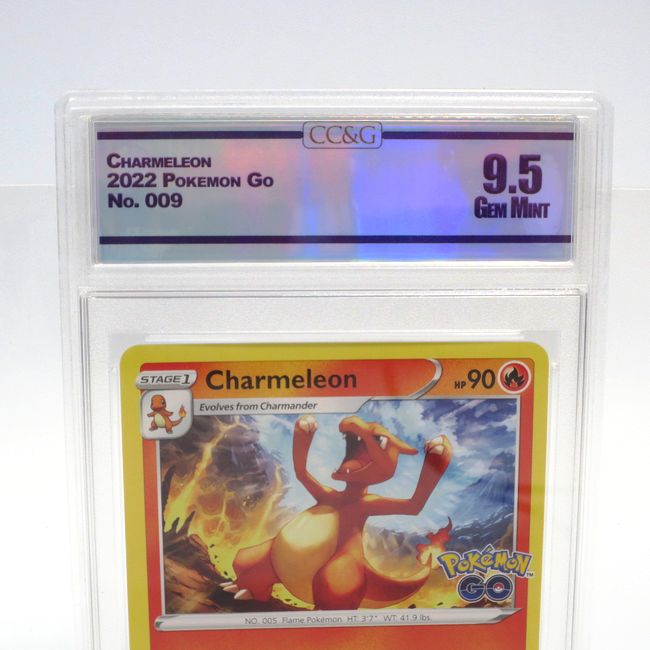 CC&G
CHARMELEON
2022 POKEMON GO
NO. 009
9.5
GEM MINT
STAGE 1
Charmeleon
HP 90
Evolves from Charmander
Pokémon
GO
NO. 005 Flame Pokémon HT: 3'7" WT: 41.9 lbs.